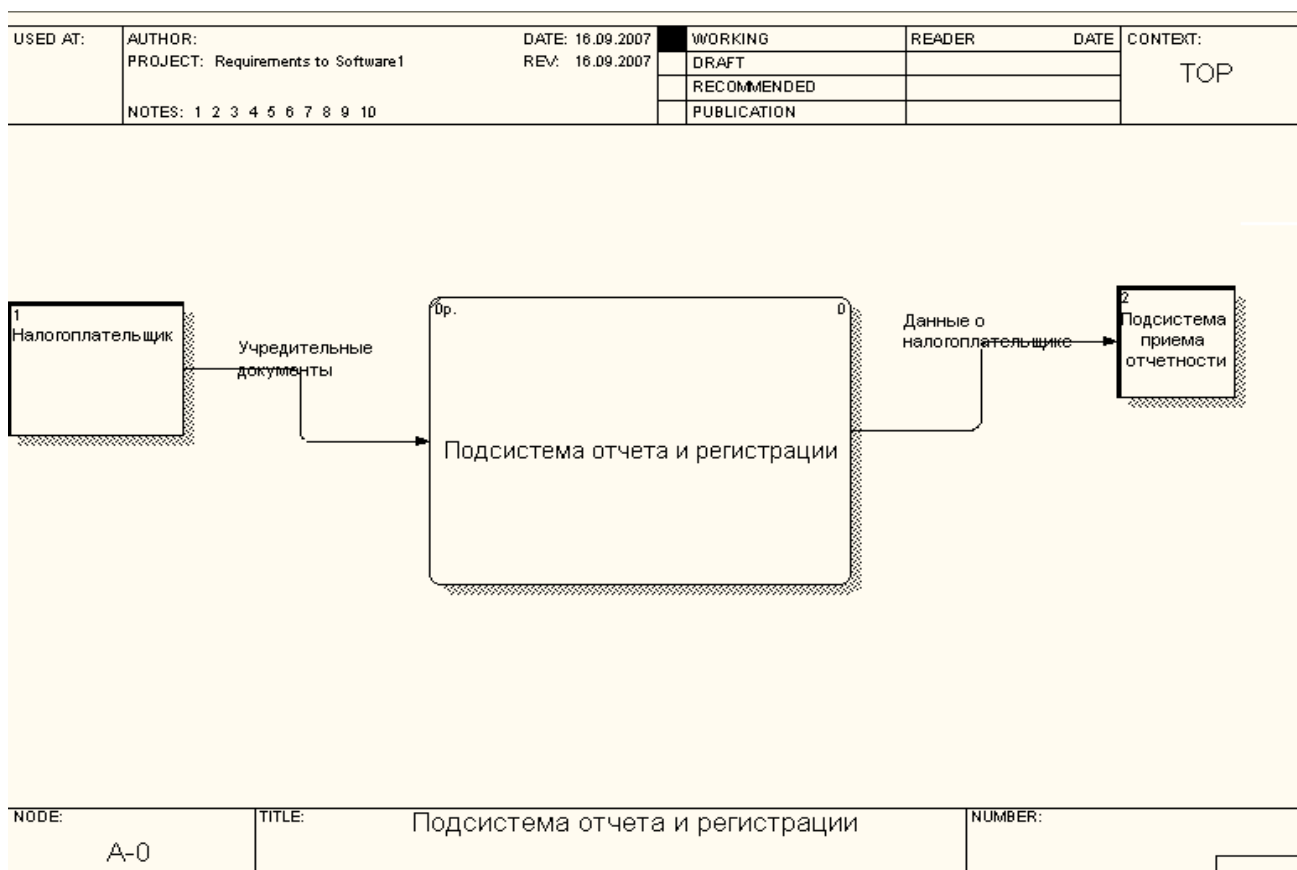 USED AT:
AUTHOR:
DATE: 16.09.2007
PROJECT: Requirements to Software1
REV: 16.09.2007
NOTES: 1 2 3 4 5 6 7 8 9 10
WORKING
DRAFT
RECOMMENDED
PUBLICATION
READER
DATE
CONTEXT:
TOP
1
Налогоплательщик
Учредительные
документы
0р.
0
Подсистема отчета и регистрации
Данные о
налогоплательщике
2
Подсистема
приема
отчетности
NODE:
A-0
TITLE:
Подсистема отчета и регистрации
NUMBER: